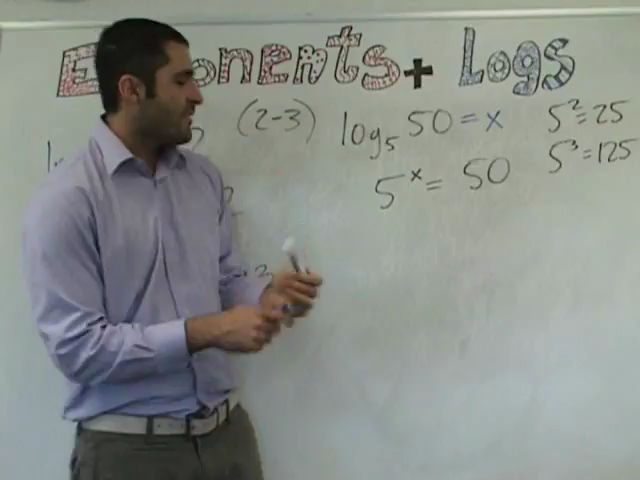 Exponents + Logs
(2-3) log₅ 50 = x 5² = 25
5ˣ = 50 5³ = 125